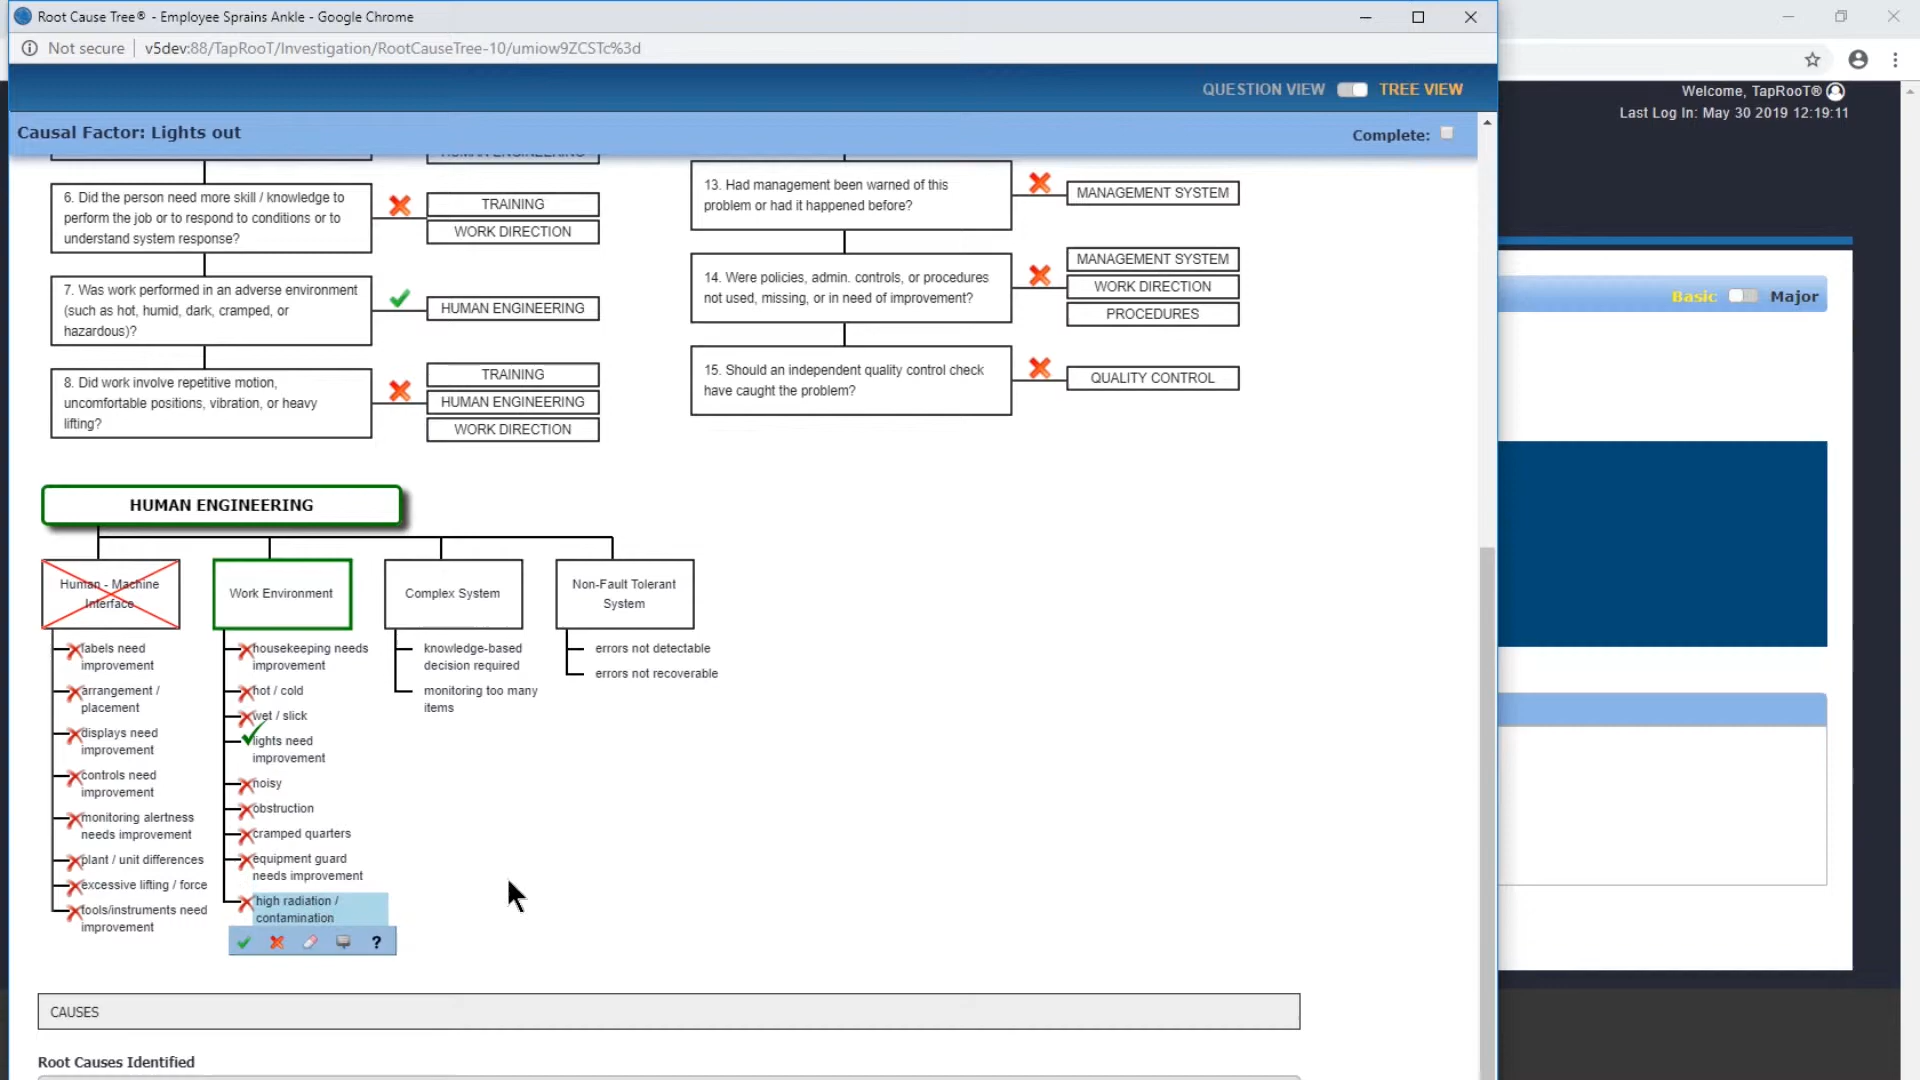 Root Cause Tree® - Employee Sprains Ankle - Google Chrome
Not secure
v5dev:88/TapRooT/Investigation/RootCauseTree-10/umiow9ZCSTc%3d
QUESTION VIEW
TREE VIEW
Welcome, TapRooT®
Last Log In: May 30 2019 12:19:11
Causal Factor: Lights out
Complete:
HUMAN ENGINEERING
6. Did the person need more skill / knowledge to
perform the job or to respond to conditions or to
understand system response?
TRAINING
WORK DIRECTION
7. Was work performed in an adverse environment
(such as hot, humid, dark, cramped, or
hazardous)?
HUMAN ENGINEERING
8. Did work involve repetitive motion,
uncomfortable positions, vibration, or heavy
lifting?
TRAINING
HUMAN ENGINEERING
WORK DIRECTION
13. Had management been warned of this
problem or had it happened before?
MANAGEMENT SYSTEM
14. Were policies, admin. controls, or procedures
not used, missing, or in need of improvement?
MANAGEMENT SYSTEM
WORK DIRECTION
PROCEDURES
15. Should an independent quality control check
have caught the problem?
QUALITY CONTROL
Basic
Major
HUMAN ENGINEERING
Human - Machine
Interface
labels need
improvement
arrangement /
placement
displays need
improvement
controls need
improvement
monitoring alertness
needs improvement
plant / unit differences
excessive lifting / force
tools/instruments need
improvement
Work Environment
housekeeping needs
improvement
hot / cold
wet / slick
lights need
improvement
noisy
obstruction
cramped quarters
equipment guard
needs improvement
high radiation /
contamination
?
Complex System
knowledge-based
decision required
monitoring too many
items
Non-Fault Tolerant
System
errors not detectable
errors not recoverable
CAUSES
Root Causes Identified